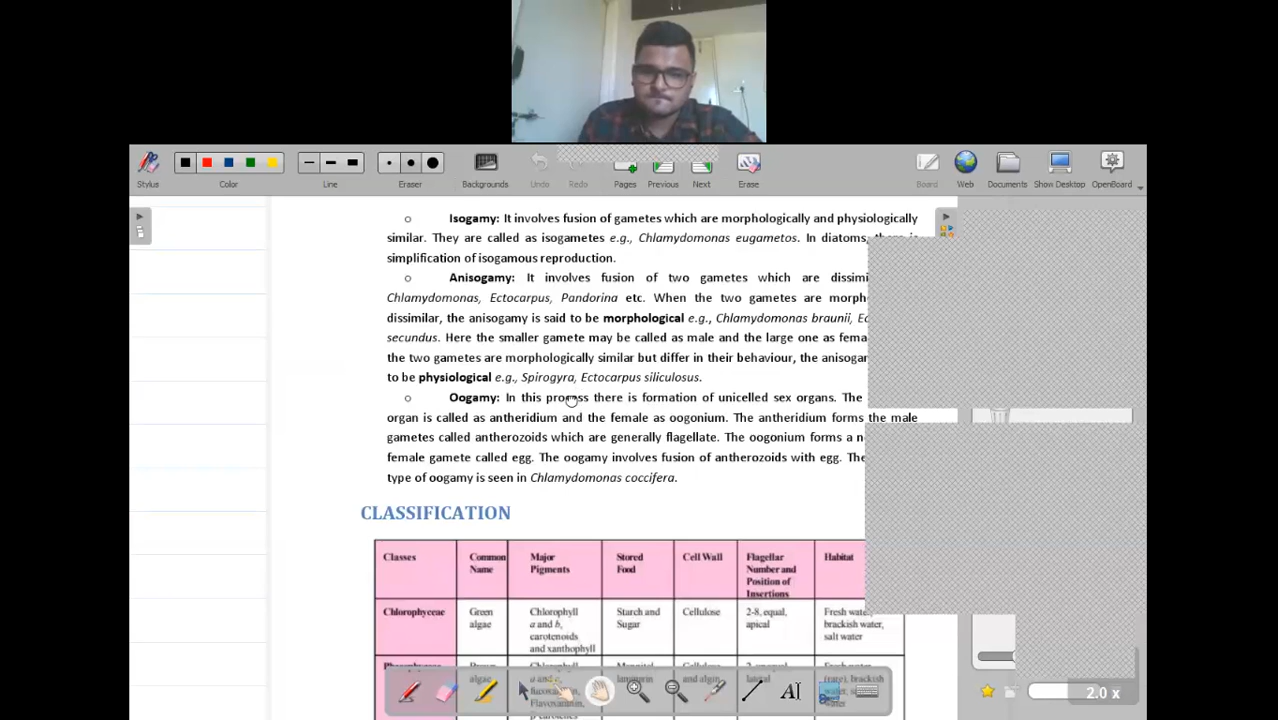 Stylus
Color
Line
Eraser
Backgrounds
Undo
Redo
Pages
Previous
Next
Erase
Board
Web
Documents
Show Desktop
OpenBoard
o Isogamy: It involves fusion of gametes which are morphologically and physiologically
similar. They are called as isogametes e.g., Chlamydomonas eugametos. In diatoms,
simplification of isogamous reproduction.
o Anisogamy: It involves fusion of two gametes which are
Chlamydomonas, Ectocarpus, Pandorina etc. When the two gametes are
dissimilar, the anisogamy is said to be morphological e.g., Chlamydomonas braunii,
secundus. Here the smaller gamete may be called as male and the large one as
the two gametes are morphologically similar but differ in their behaviour, the
to be physiological e.g., Spirogyra, Ectocarpus siliculosus.
o Oogamy: In this process there is formation of unicelled sex organs. The
organ is called as antheridium and the female as oogonium. The antheridium forms the male
gametes called antherozoids which are generally flagellate. The oogonium forms a
female gamete called egg. The oogamy involves fusion of antherozoids with egg.
type of oogamy is seen in Chlamydomonas coccifera.
CLASSIFICATION
Classes
Common
Name
Major
Pigments
Stored
Food
Cell Wall
Flagellar
Number and
Position of
Insertions
Habitat
Chlorophyceae
Green
algae
Chlorophyll
a and b,
carotenoids
and xanthophyll
Starch and
Sugar
Cellulose
2-8, equal,
apical
Fresh water,
brackish water,
salt water
algae
2.0 x